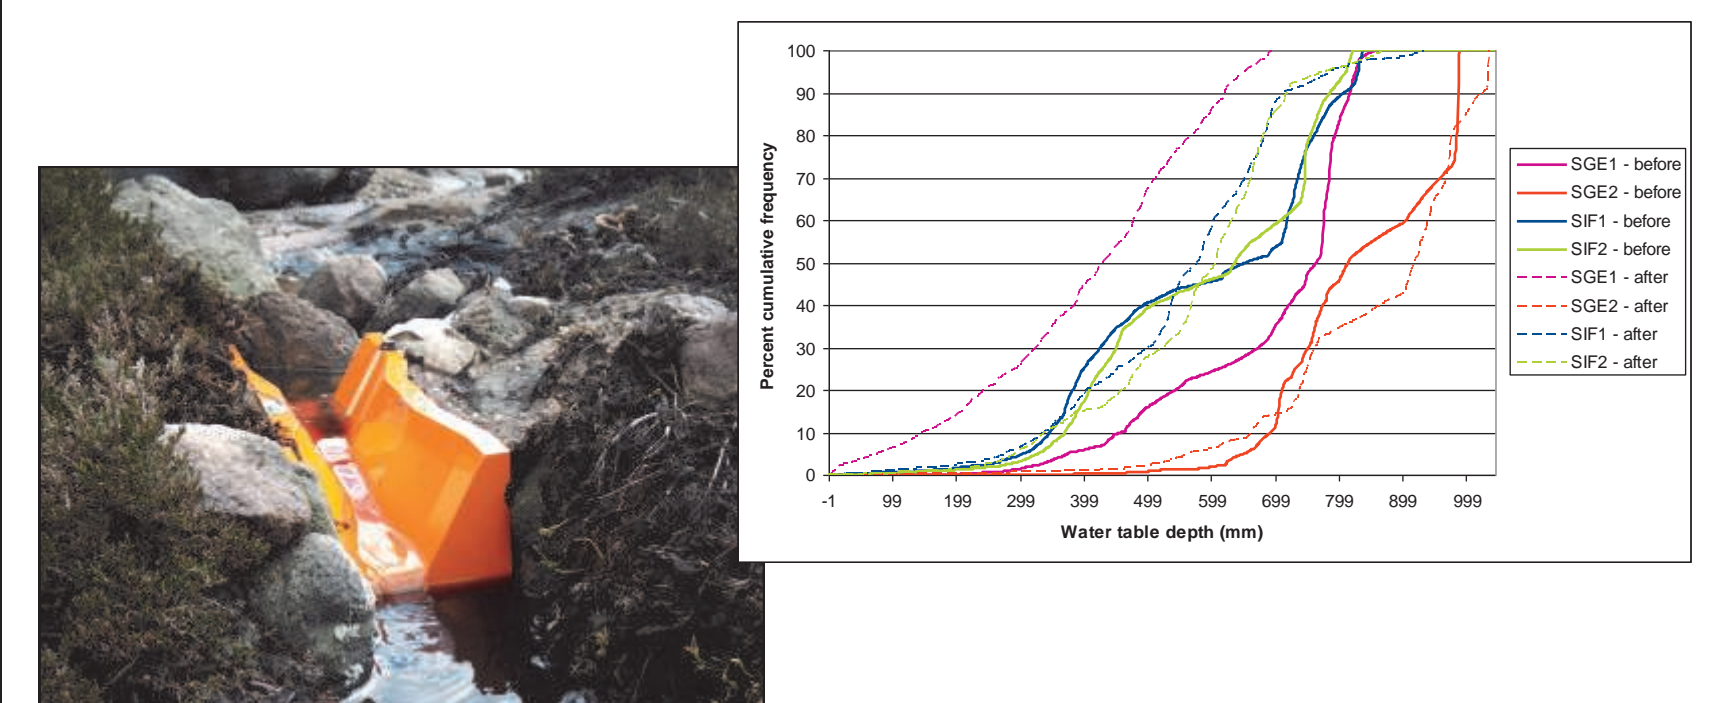 100
90
80
70
60
50
40
30
20
10
0
Percent cumulative frequency
-1 99 199 299 399 499 599 699 799 899 999
Water table depth (mm)
SGE1 - before
SGE2 - before
SIF1 - before
SIF2 - before
SGE1 - after
SGE2 - after
SIF1 - after
SIF2 - after